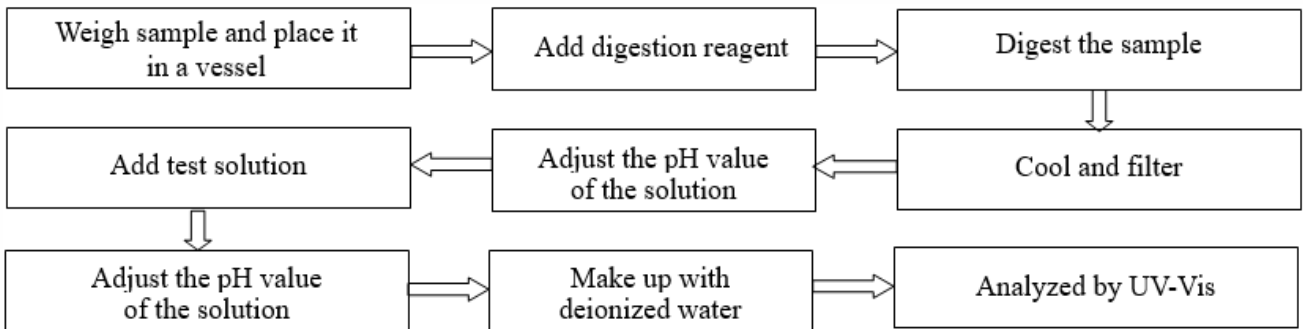 Weigh sample and place it
in a vessel
Add digestion reagent
Digest the sample
Cool and filter
Adjust the pH value
of the solution
Add test solution
Adjust the pH value
of the solution
Make up with
deionized water
Analyzed by UV-Vis